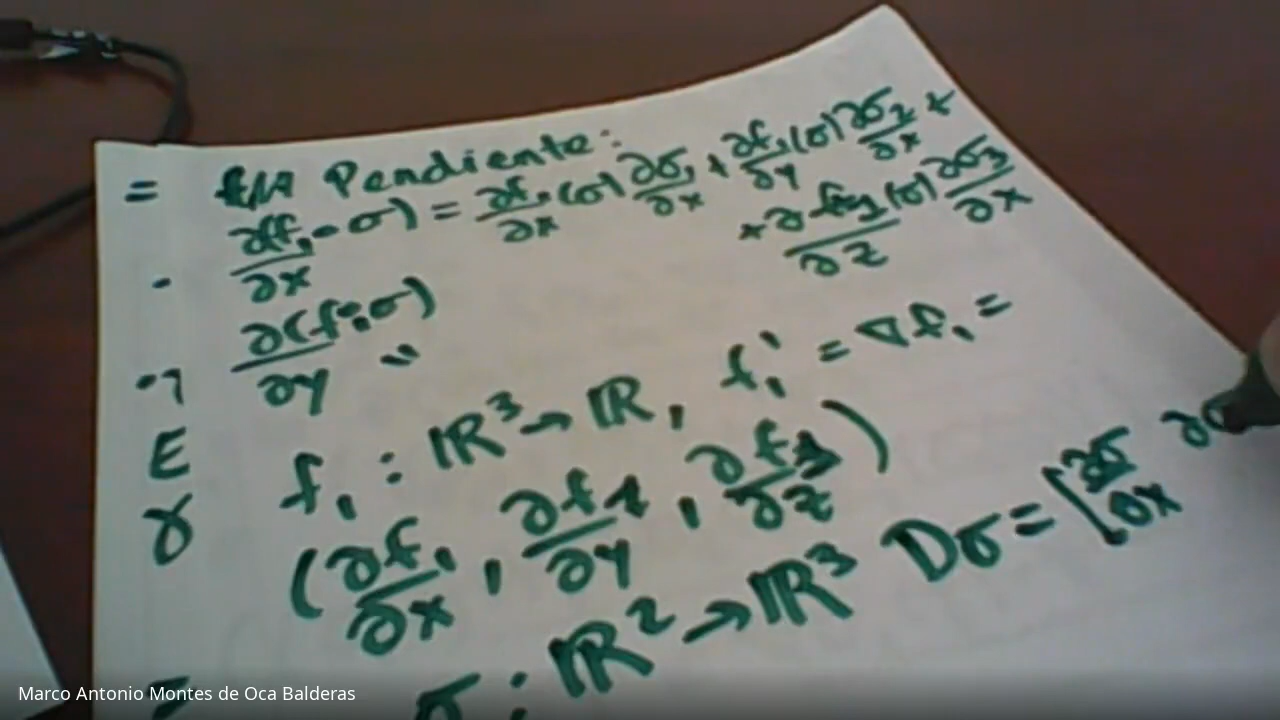 = Pendiente:
∂(f₁∘σ)/∂x = ∂f₁/∂x (σ) ∂σ₁/∂x + ∂f₁/∂y (σ) ∂σ₂/∂x +
+ ∂f₁/∂z (σ) ∂σ₃/∂x
∂(f₁∘σ)/∂y "
E f₁ : ℝ³→ℝ, f₁' = ∇f₁ =
γ (∂f₁/∂x, ∂f₁/∂y, ∂f₁/∂z)
= σ : ℝ²→ℝ³ Dσ = [∂σ/∂x ∂σ
Marco Antonio Montes de Oca Balderas